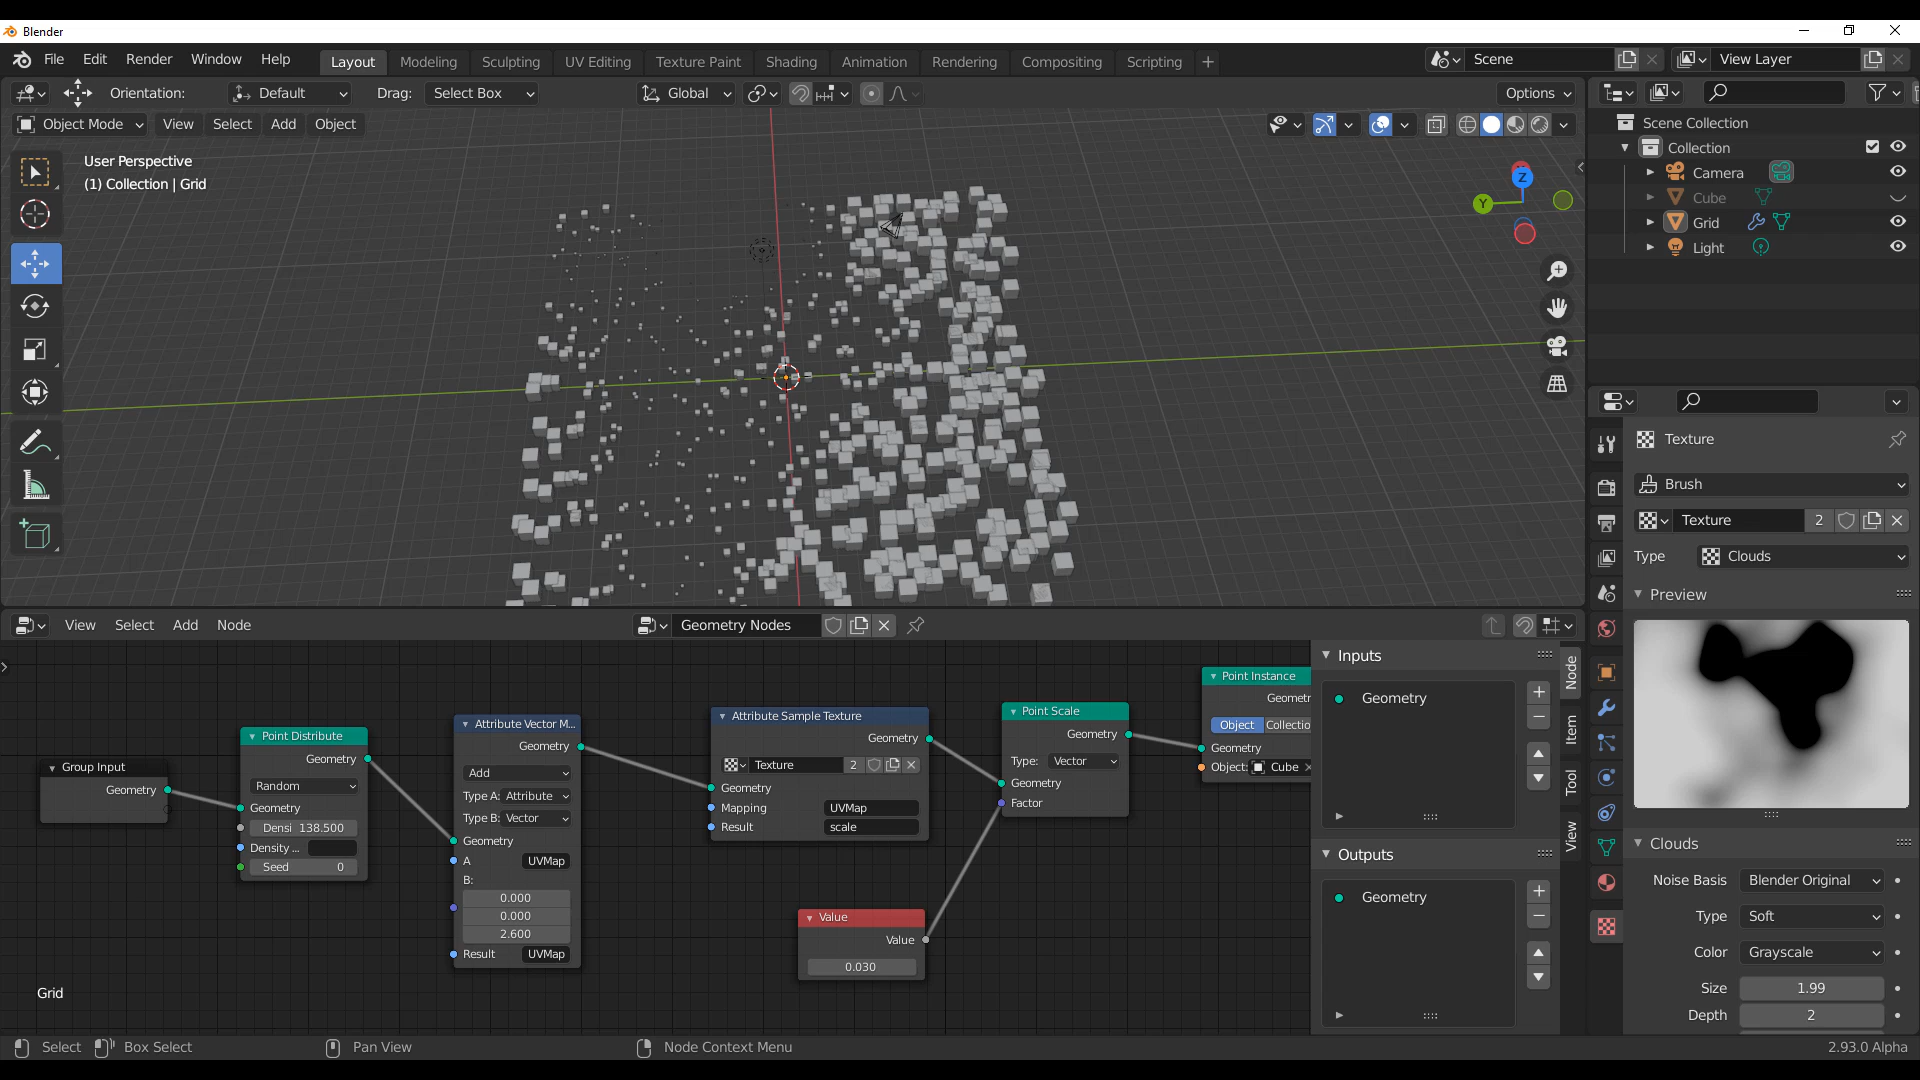 Blender
File Edit Render Window Help Layout Modeling Sculpting UV Editing Texture Paint Shading Animation Rendering Compositing Scripting + Scene View Layer
Orientation: Default Drag: Select Box Global Options
Object Mode View Select Add Object
User Perspective
(1) Collection | Grid
Z
Y
Scene Collection
Collection
Camera
Cube
Grid
Light
Texture
Brush
Texture 2
Type Clouds
Preview
Clouds
Noise Basis Blender Original
Type Soft
Color Grayscale
Size 1.99
Depth 2
View Select Add Node Geometry Nodes
Group Input
Geometry
Point Distribute
Geometry
Random
Geometry
Densi 138.500
Density ...
Seed 0
Attribute Vector M...
Geometry
Add
Type A: Attribute
Type B: Vector
Geometry
A UVMap
B:
0.000
0.000
2.600
Result UVMap
Attribute Sample Texture
Geometry
Texture 2
Geometry
Mapping UVMap
Result scale
Value
Value
0.030
Point Scale
Geometry
Type: Vector
Geometry
Factor
Point Instance
Geometr
Object Collectio
Geometry
Object: Cube
Inputs
Geometry
Outputs
Geometry
Node
Item
Tool
View
Grid
Select Box Select Pan View Node Context Menu 2.93.0 Alpha